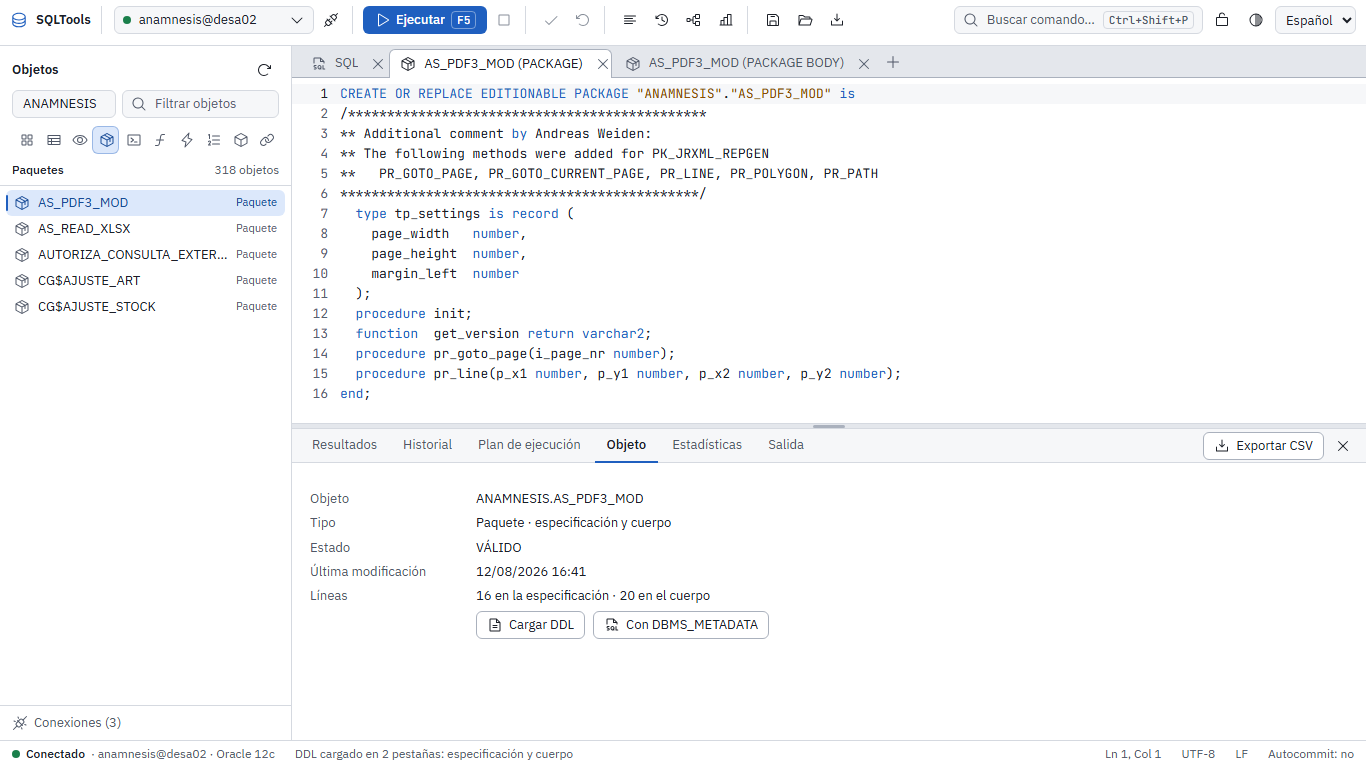 SQLTools
anamnesis@desa02
Ejecutar F5
Buscar comando... Ctrl+Shift+P
Español
Objetos
ANAMNESIS
Filtrar objetos
Paquetes 318 objetos
AS_PDF3_MOD Paquete
AS_READ_XLSX Paquete
AUTORIZA_CONSULTA_EXTER... Paquete
CG$AJUSTE_ART Paquete
CG$AJUSTE_STOCK Paquete
Conexiones (3)
SQL SQL
AS_PDF3_MOD (PACKAGE)
AS_PDF3_MOD (PACKAGE BODY)
1 CREATE OR REPLACE EDITIONABLE PACKAGE "ANAMNESIS"."AS_PDF3_MOD" is
2 /**********************************************
3 ** Additional comment by Andreas Weiden:
4 ** The following methods were added for PK_JRXML_REPGEN
5 **   PR_GOTO_PAGE, PR_GOTO_CURRENT_PAGE, PR_LINE, PR_POLYGON, PR_PATH
6 **********************************************/
7   type tp_settings is record (
8     page_width   number,
9     page_height  number,
10     margin_left  number
11   );
12   procedure init;
13   function  get_version return varchar2;
14   procedure pr_goto_page(i_page_nr number);
15   procedure pr_line(p_x1 number, p_y1 number, p_x2 number, p_y2 number);
16 end;
Resultados Historial Plan de ejecución Objeto Estadísticas Salida
Exportar CSV
Objeto ANAMNESIS.AS_PDF3_MOD
Tipo Paquete · especificación y cuerpo
Estado VÁLIDO
Última modificación 12/08/2026 16:41
Líneas 16 en la especificación · 20 en el cuerpo
Cargar DDL
SQL Con DBMS_METADATA
Conectado · anamnesis@desa02 · Oracle 12c
DDL cargado en 2 pestañas: especificación y cuerpo
Ln 1, Col 1 UTF-8 LF Autocommit: no